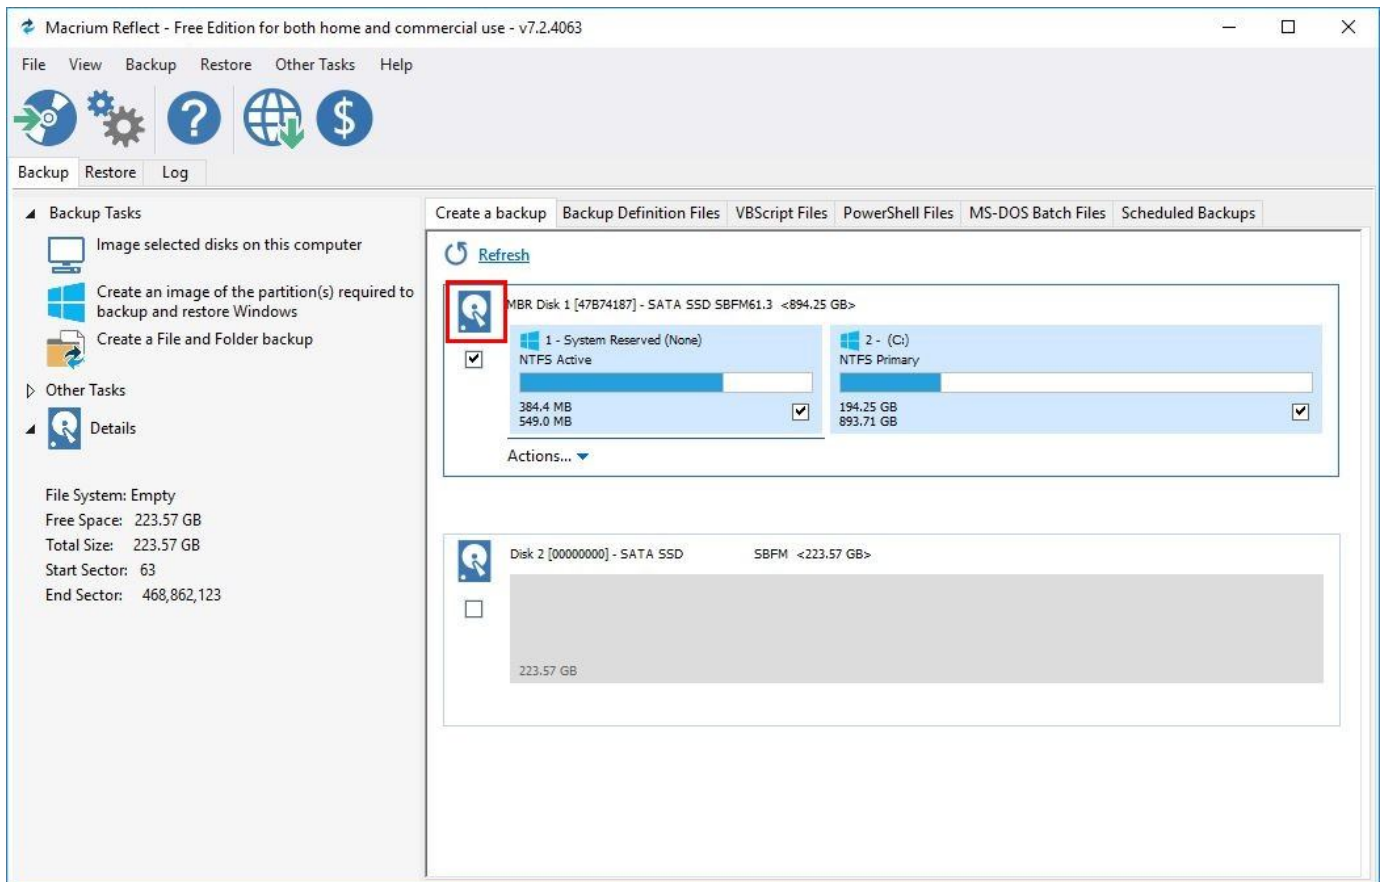 Macrium Reflect - Free Edition for both home and commercial use - v7.2.4063
File View Backup Restore Other Tasks Help
Backup Restore Log
Backup Tasks
Image selected disks on this computer
Create an image of the partition(s) required to
backup and restore Windows
Create a File and Folder backup
Other Tasks
Details
File System: Empty
Free Space: 223.57 GB
Total Size: 223.57 GB
Start Sector: 63
End Sector: 468,862,123
Create a backup Backup Definition Files VBScript Files PowerShell Files MS-DOS Batch Files Scheduled Backups
Refresh
MBR Disk 1 [47B74187] - SATA SSD SBFM61.3 <894.25 GB>
1 - System Reserved (None)
NTFS Active
384.4 MB
549.0 MB
2 - (C:)
NTFS Primary
194.25 GB
893.71 GB
Actions...
Disk 2 [00000000] - SATA SSD SBFM <223.57 GB>
223.57 GB